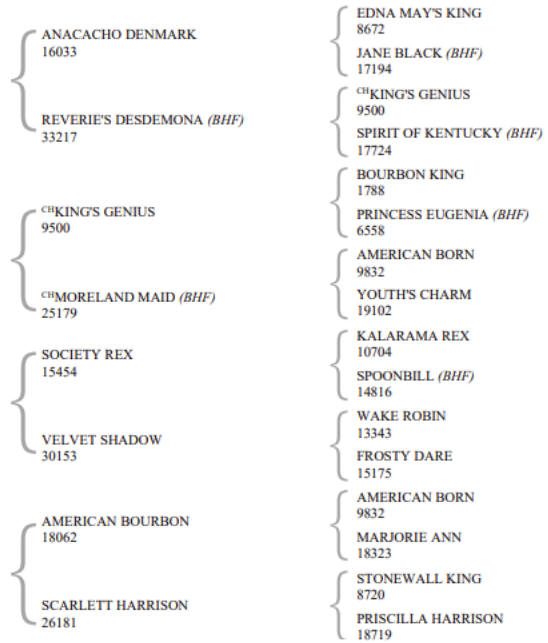 ANACACHO DENMARK
16033
REVERIE'S DESDEMONA (BHF)
33217
CHKING'S GENIUS
9500
CHMORELAND MAID (BHF)
25179
SOCIETY REX
15454
VELVET SHADOW
30153
AMERICAN BOURBON
18062
SCARLETT HARRISON
26181
EDNA MAY'S KING
8672
JANE BLACK (BHF)
17194
CHKING'S GENIUS
9500
SPIRIT OF KENTUCKY (BHF)
17724
BOURBON KING
1788
PRINCESS EUGENIA (BHF)
6558
AMERICAN BORN
9832
YOUTH'S CHARM
19102
KALARAMA REX
10704
SPOONBILL (BHF)
14816
WAKE ROBIN
13343
FROSTY DARE
15175
AMERICAN BORN
9832
MARJORIE ANN
18323
STONEWALL KING
8720
PRISCILLA HARRISON
18719